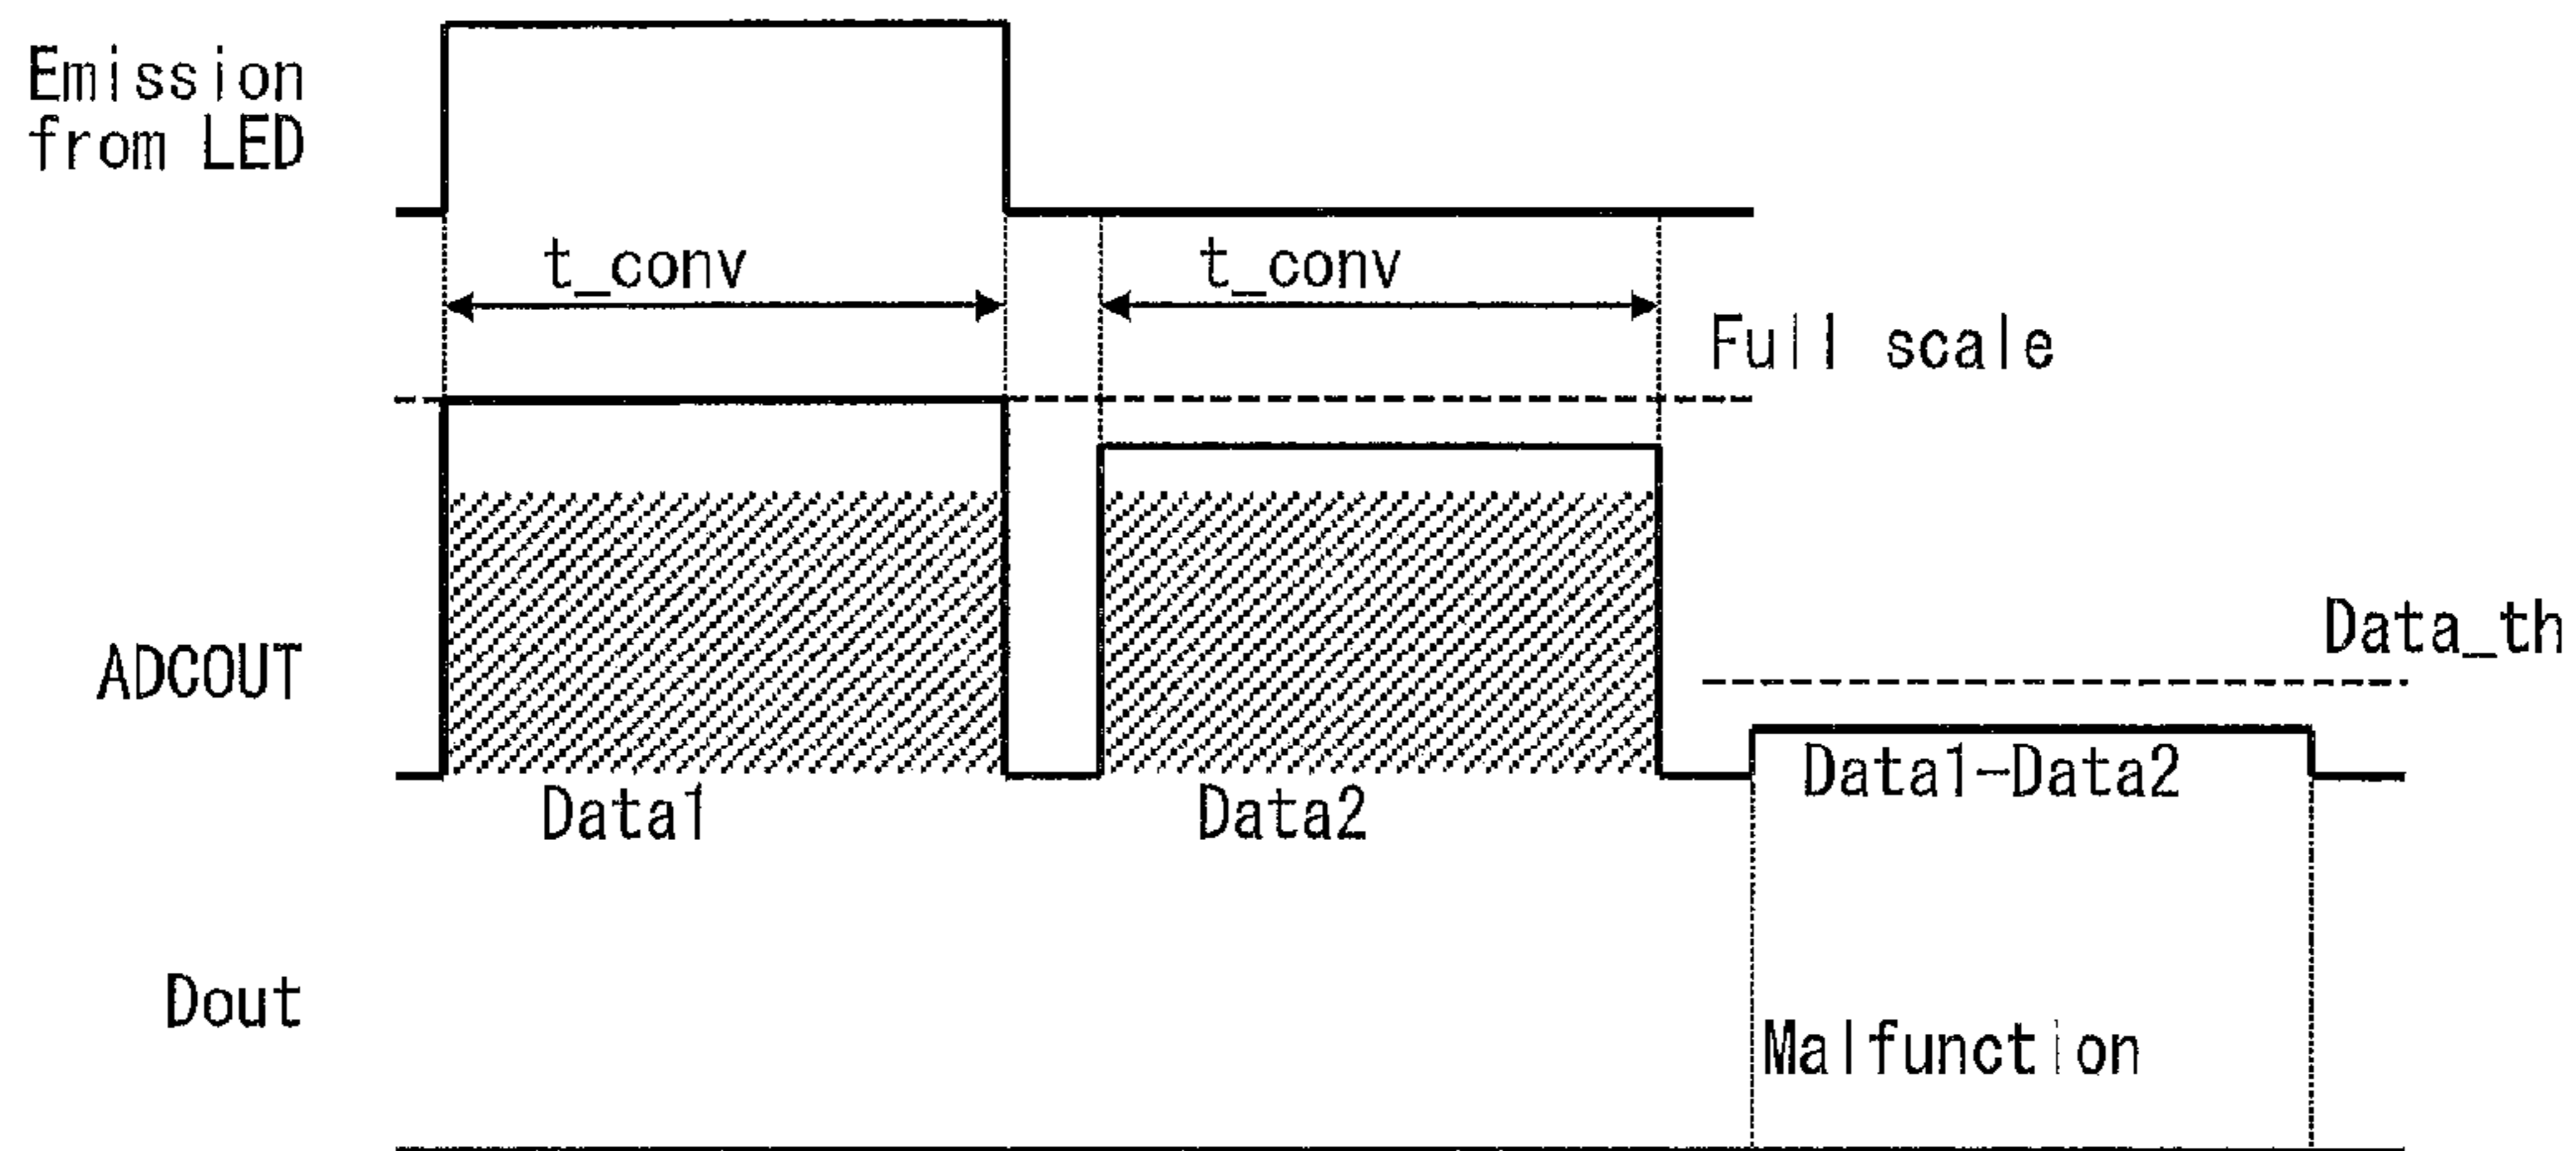 Emission
from LED
t_conv
t_conv
Full scale
ADCOUT
Data_th
Data1
Data2
Data1-Data2
Dout
Malfunction